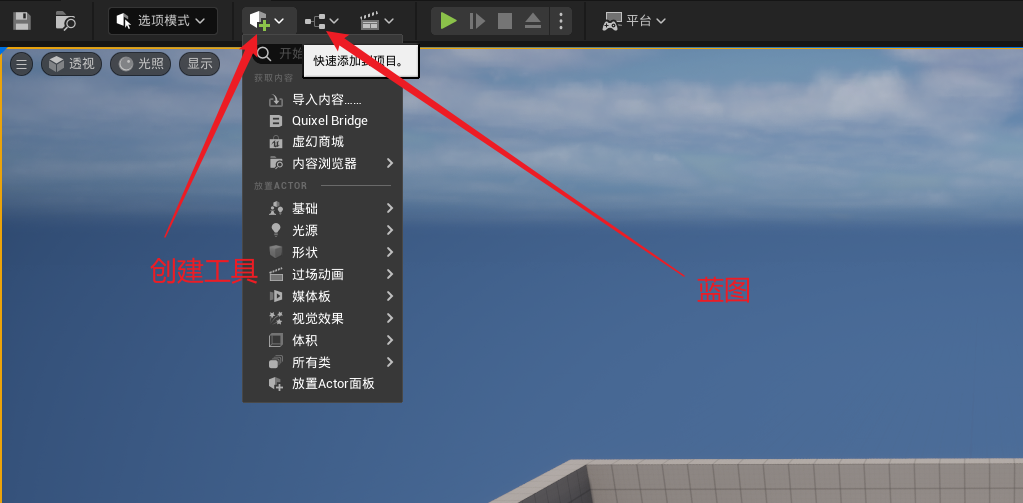 选项模式
平台
开始
快速添加到项目。
透视
光照
显示
获取内容
导入内容......
Quixel Bridge
虚幻商城
内容浏览器
放置ACTOR
基础
光源
形状
过场动画
媒体板
视觉效果
体积
所有类
放置Actor面板
创建工具
蓝图